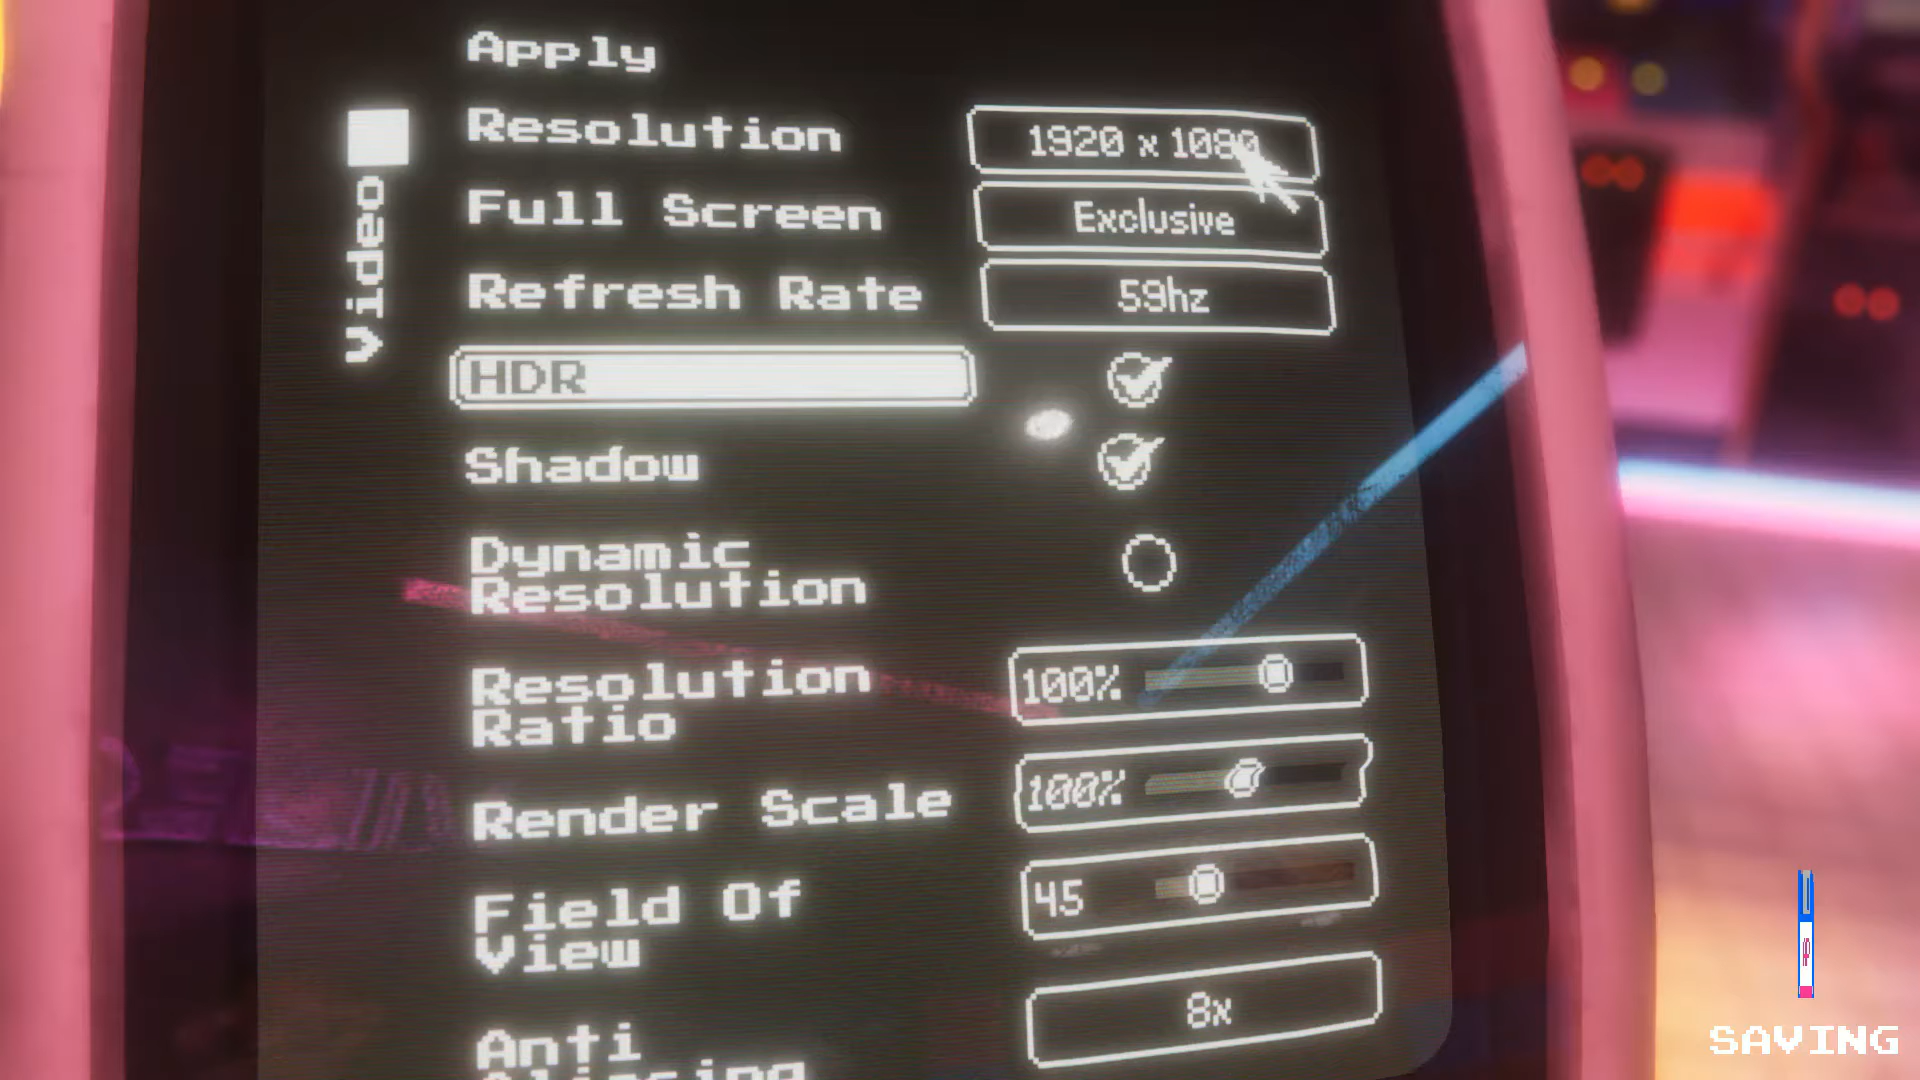 Apply
Video
Resolution
1920 x 1080
Full Screen
Exclusive
Refresh Rate
59hz
HDR
Shadow
Dynamic
Resolution
Resolution
Ratio
100%
Render Scale
100%
Field Of
View
45
Anti
Aliasing
8x
SAVING